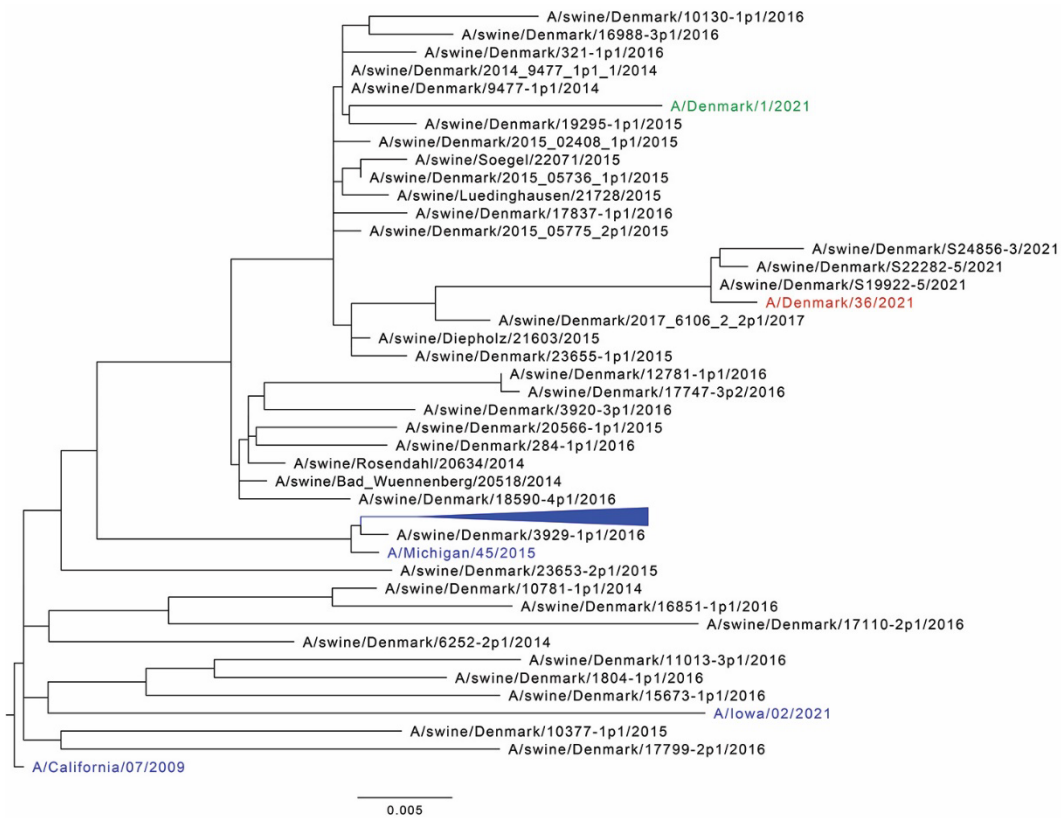 A/swine/Denmark/10130-1p1/2016
A/swine/Denmark/16988-3p1/2016
A/swine/Denmark/321-1p1/2016
A/swine/Denmark/2014_9477_1p1_1/2014
A/swine/Denmark/9477-1p1/2014
A/Denmark/1/2021
A/swine/Denmark/19295-1p1/2015
A/swine/Denmark/2015_02408_1p1/2015
A/swine/Soegel/22071/2015
A/swine/Denmark/2015_05736_1p1/2015
A/swine/Luedinghausen/21728/2015
A/swine/Denmark/17837-1p1/2016
A/swine/Denmark/2015_05775_2p1/2015
A/swine/Denmark/S24856-3/2021
A/swine/Denmark/S22282-5/2021
A/swine/Denmark/S19922-5/2021
A/Denmark/36/2021
A/swine/Denmark/2017_6106_2_2p1/2017
A/swine/Diepholz/21603/2015
A/swine/Denmark/23655-1p1/2015
A/swine/Denmark/12781-1p1/2016
A/swine/Denmark/17747-3p2/2016
A/swine/Denmark/3920-3p1/2016
A/swine/Denmark/20566-1p1/2015
A/swine/Denmark/284-1p1/2016
A/swine/Rosendahl/20634/2014
A/swine/Bad_Wuennenberg/20518/2014
A/swine/Denmark/18590-4p1/2016
A/swine/Denmark/3929-1p1/2016
A/Michigan/45/2015
A/swine/Denmark/23653-2p1/2015
A/swine/Denmark/10781-1p1/2014
A/swine/Denmark/16851-1p1/2016
A/swine/Denmark/17110-2p1/2016
A/swine/Denmark/6252-2p1/2014
A/swine/Denmark/11013-3p1/2016
A/swine/Denmark/1804-1p1/2016
A/swine/Denmark/15673-1p1/2016
A/Iowa/02/2021
A/swine/Denmark/10377-1p1/2015
A/swine/Denmark/17799-2p1/2016
A/California/07/2009
0.005